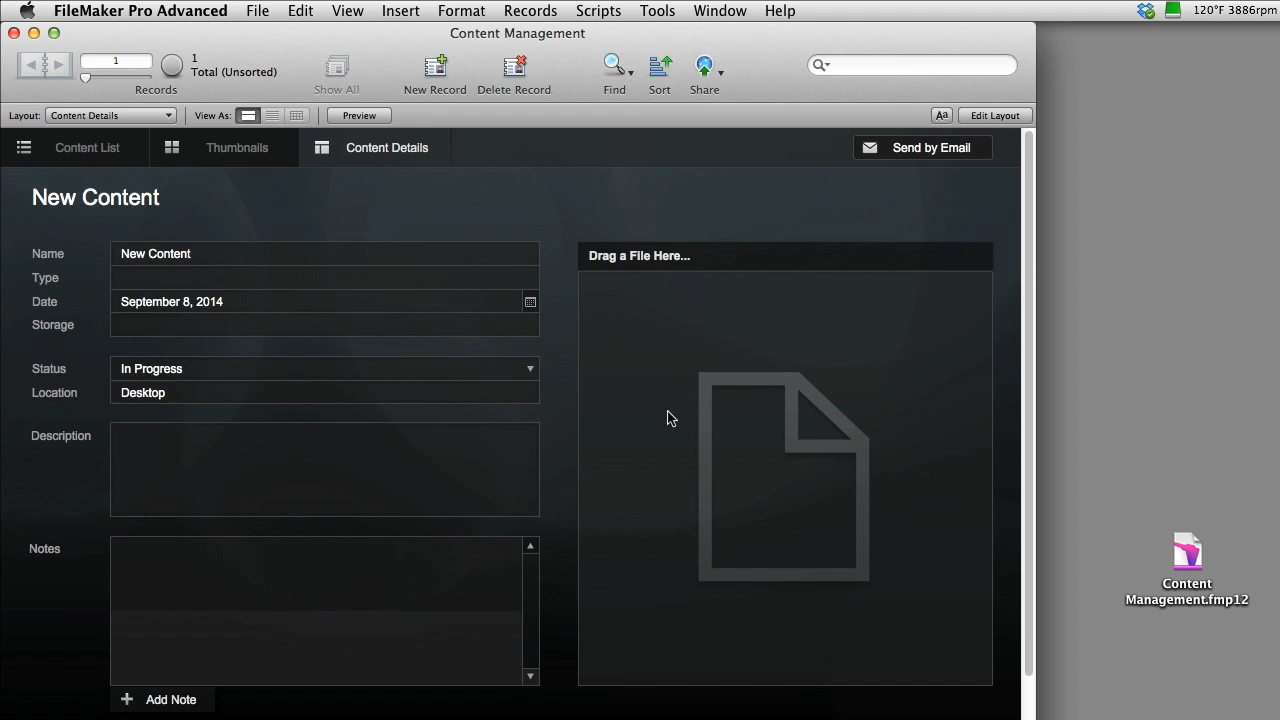 FileMaker Pro Advanced File Edit View Insert Format Records Scripts Tools Window Help 120°F 3886rpm
Content Management
1
1
Total (Unsorted)
Records Show All New Record Delete Record Find Sort Share
Layout: Content Details View As: Preview Aa Edit Layout
Content List Thumbnails Content Details Send by Email
New Content
Name New Content
Type
Date September 8, 2014
Storage
Status In Progress
Location Desktop
Description
Notes
Add Note
Drag a File Here...
Content
Management.fmp12